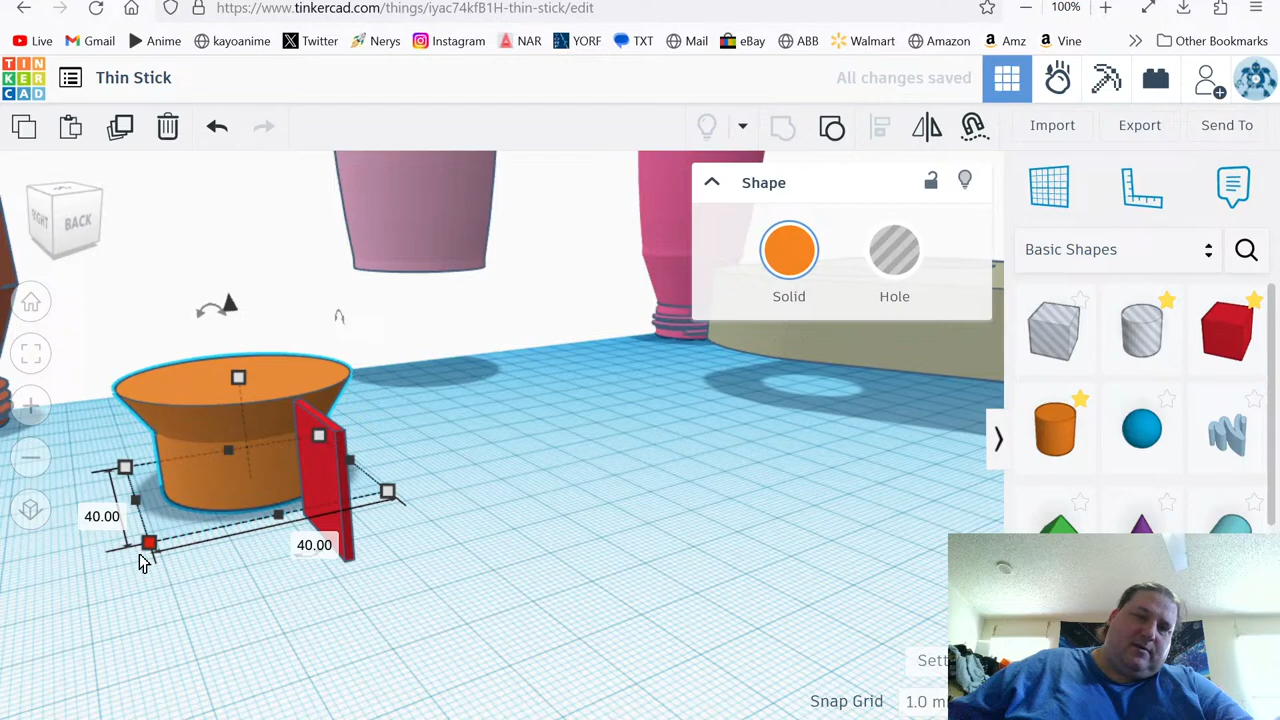 https://www.tinkercad.com/things/iyac74kfB1H-thin-stick/edit
100%
Live
Gmail
Anime
kayoanime
Twitter
Nerys
Instagram
NAR
YORF
TXT
Mail
eBay
ABB
Walmart
Amazon
Amz
Vine
Other Bookmarks
TIN
KER
CAD
Thin Stick
All changes saved
Import
Export
Send To
RIGHT
BACK
Shape
Solid
Hole
Basic Shapes
40.00
40.00
Snap Grid